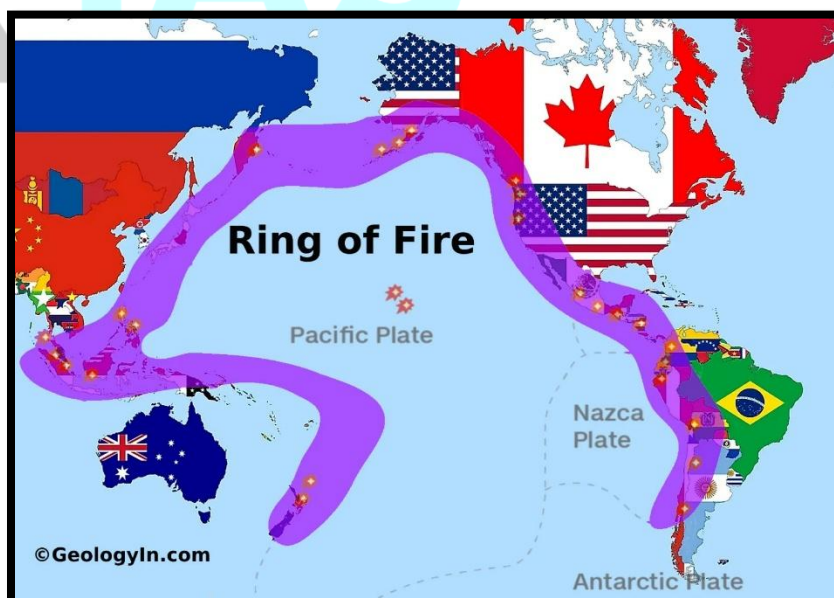 Ring of Fire
Pacific Plate
Nazca
Plate
©GeologyIn.com
Antarctic Plate